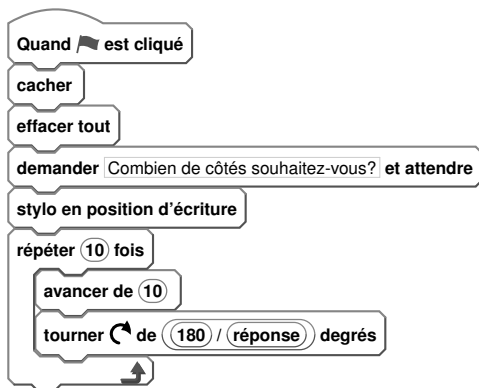 Quand est cliqué
cacher
effacer tout
demander Combien de côtés souhaitez-vous? et attendre
stylo en position d'écriture
répéter 10 fois
avancer de 10
tourner de 180 / réponse degrés